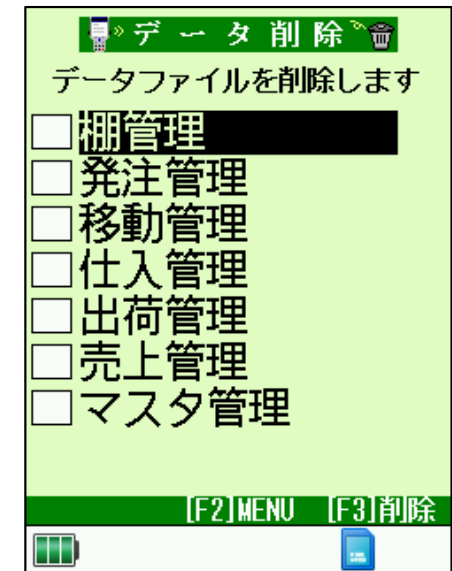 データ削除
データファイルを削除します
棚管理
発注管理
移動管理
仕入管理
出荷管理
売上管理
マスタ管理
[F2]MENU [F3]削除